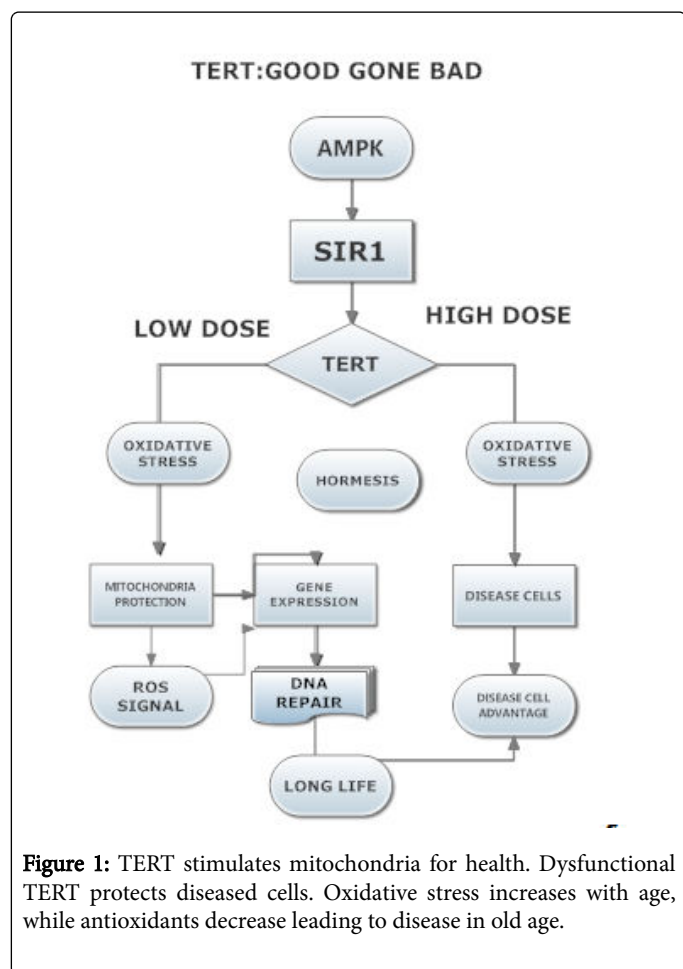 TERT:GOOD GONE BAD
AMPK
SIR1
LOW DOSE
HIGH DOSE
TERT
OXIDATIVE
STRESS
OXIDATIVE
STRESS
HORMESIS
MITOCHONDRIA
PROTECTION
GENE
EXPRESSION
DISEASE CELLS
ROS
SIGNAL
DNA
REPAIR
DISEASE CELL
ADVANTAGE
LONG LIFE
Figure 1: TERT stimulates mitochondria for health. Dysfunctional
TERT protects diseased cells. Oxidative stress increases with age,
while antioxidants decrease leading to disease in old age.